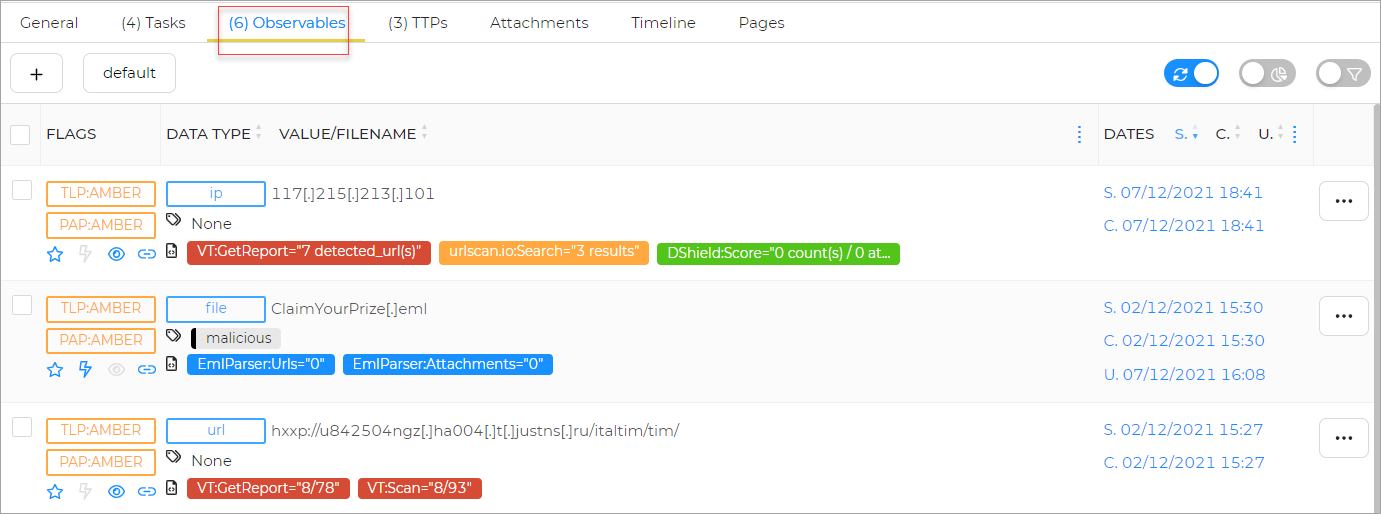 General (4) Tasks (6) Observables (3) TTPs Attachments Timeline Pages
+ default
FLAGS DATA TYPE VALUE/FILENAME DATES S. C. U.
TLP:AMBER ip 117[.]215[.]213[.]101 S. 07/12/2021 18:41
PAP:AMBER None C. 07/12/2021 18:41
VT:GetReport="7 detected_url(s)" urlscan.io:Search="3 results" DShield:Score="0 count(s) / 0 at...
TLP:AMBER file ClaimYourPrize[.]eml S. 02/12/2021 15:30
PAP:AMBER malicious C. 02/12/2021 15:30
EmlParser:Urls="0" EmlParser:Attachments="0" U. 07/12/2021 16:08
TLP:AMBER url hxxp://u842504ngz[.]ha004[.]t[.]justns[.]ru/italtim/tim/ S. 02/12/2021 15:27
PAP:AMBER None C. 02/12/2021 15:27
VT:GetReport="8/78" VT:Scan="8/93"